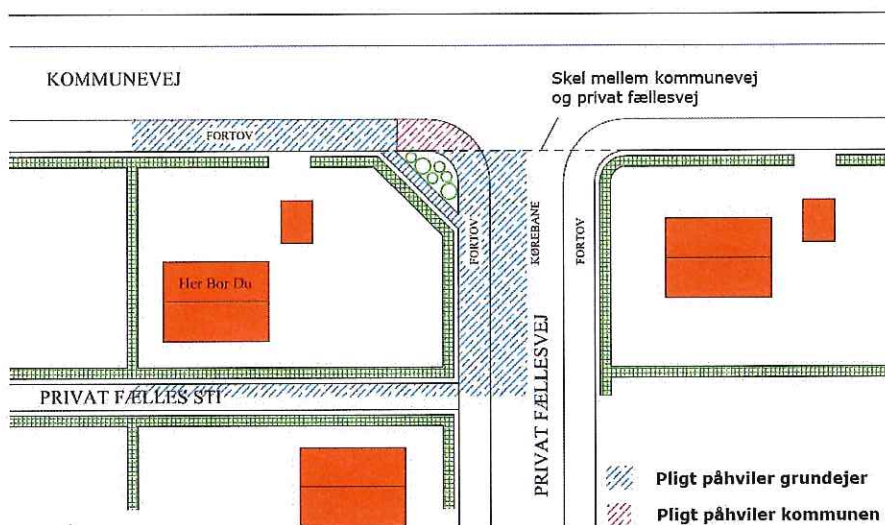 KOMMUNEVEJ
Skel mellem kommunevej
og privat fællesvej
FORTOV
FORTOV
KØREBANE
FORTOV
Her Bor Du
PRIVAT FÆLLESVEJ
PRIVAT FÆLLES STI
Pligt påhviler grundejer
Pligt påhviler kommunen